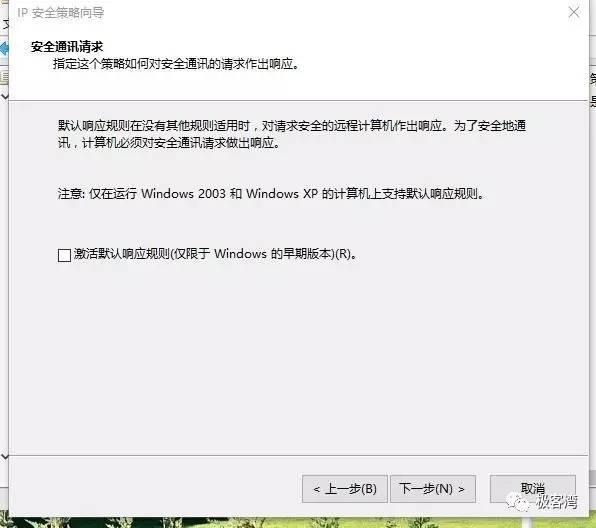 IP 安全策略向导
安全通讯请求
指定这个策略如何对安全通讯的请求作出响应。
默认响应规则在没有其他规则适用时，对请求安全的远程计算机作出响应。为了安全地通
讯，计算机必须对安全通讯请求做出响应。
注意: 仅在运行 Windows 2003 和 Windows XP 的计算机上支持默认响应规则。
激活默认响应规则(仅限于 Windows 的早期版本)(R)。
< 上一步(B)
下一步(N) >
取消
极客湾